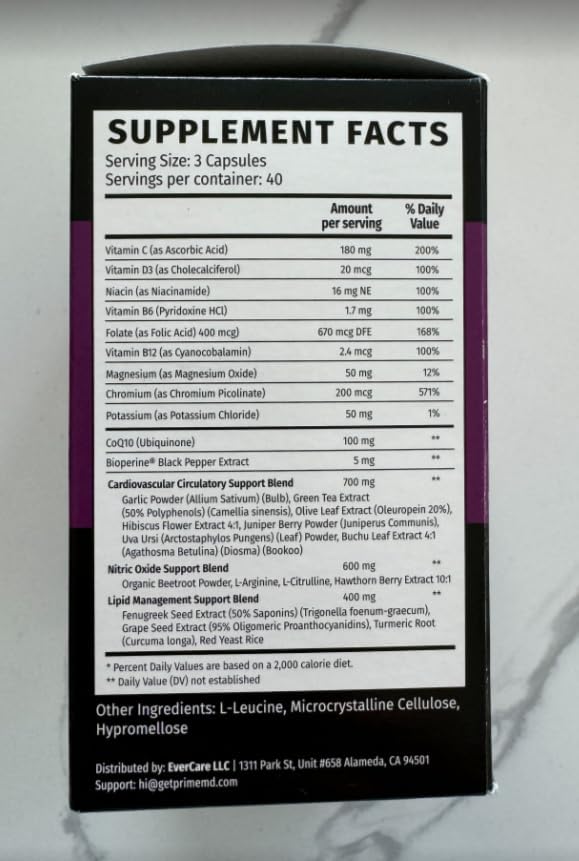 SUPPLEMENT FACTS
Serving Size: 3 Capsules
Servings per container: 40
Amount per serving % Daily Value
Vitamin C (as Ascorbic Acid) 180 mg 200%
Vitamin D3 (as Cholecalciferol) 20 mcg 100%
Niacin (as Niacinamide) 16 mg NE 100%
Vitamin B6 (Pyridoxine HCl) 1.7 mg 100%
Folate (as Folic Acid) 400 mcg) 670 mcg DFE 168%
Vitamin B12 (as Cyanocobalamin) 2.4 mcg 100%
Magnesium (as Magnesium Oxide) 50 mg 12%
Chromium (as Chromium Picolinate) 200 mcg 571%
Potassium (as Potassium Chloride) 50 mg 1%
CoQ10 (Ubiquinone) 100 mg **
Bioperine® Black Pepper Extract 5 mg **
Cardiovascular Circulatory Support Blend 700 mg **
Garlic Powder (Allium Sativum) (Bulb), Green Tea Extract
(50% Polyphenols) (Camellia sinensis), Olive Leaf Extract (Oleuropein 20%),
Hibiscus Flower Extract 4:1, Juniper Berry Powder (Juniperus Communis),
Uva Ursi (Arctostaphylos Pungens) (Leaf) Powder, Buchu Leaf Extract 4:1
(Agathosma Betulina) (Diosma) (Bookoo)
Nitric Oxide Support Blend 600 mg **
Organic Beetroot Powder, L-Arginine, L-Citrulline, Hawthorn Berry Extract 10:1
Lipid Management Support Blend 400 mg **
Fenugreek Seed Extract (50% Saponins) (Trigonella foenum-graecum),
Grape Seed Extract (95% Oligomeric Proanthocyanidins), Turmeric Root
(Curcuma longa), Red Yeast Rice
* Percent Daily Values are based on a 2,000 calorie diet.
** Daily Value (DV) not established
Other Ingredients: L-Leucine, Microcrystalline Cellulose,
Hypromellose
Distributed by: EverCare LLC | 1311 Park St, Unit #658 Alameda, CA 94501
Support: hi@getprimemd.com